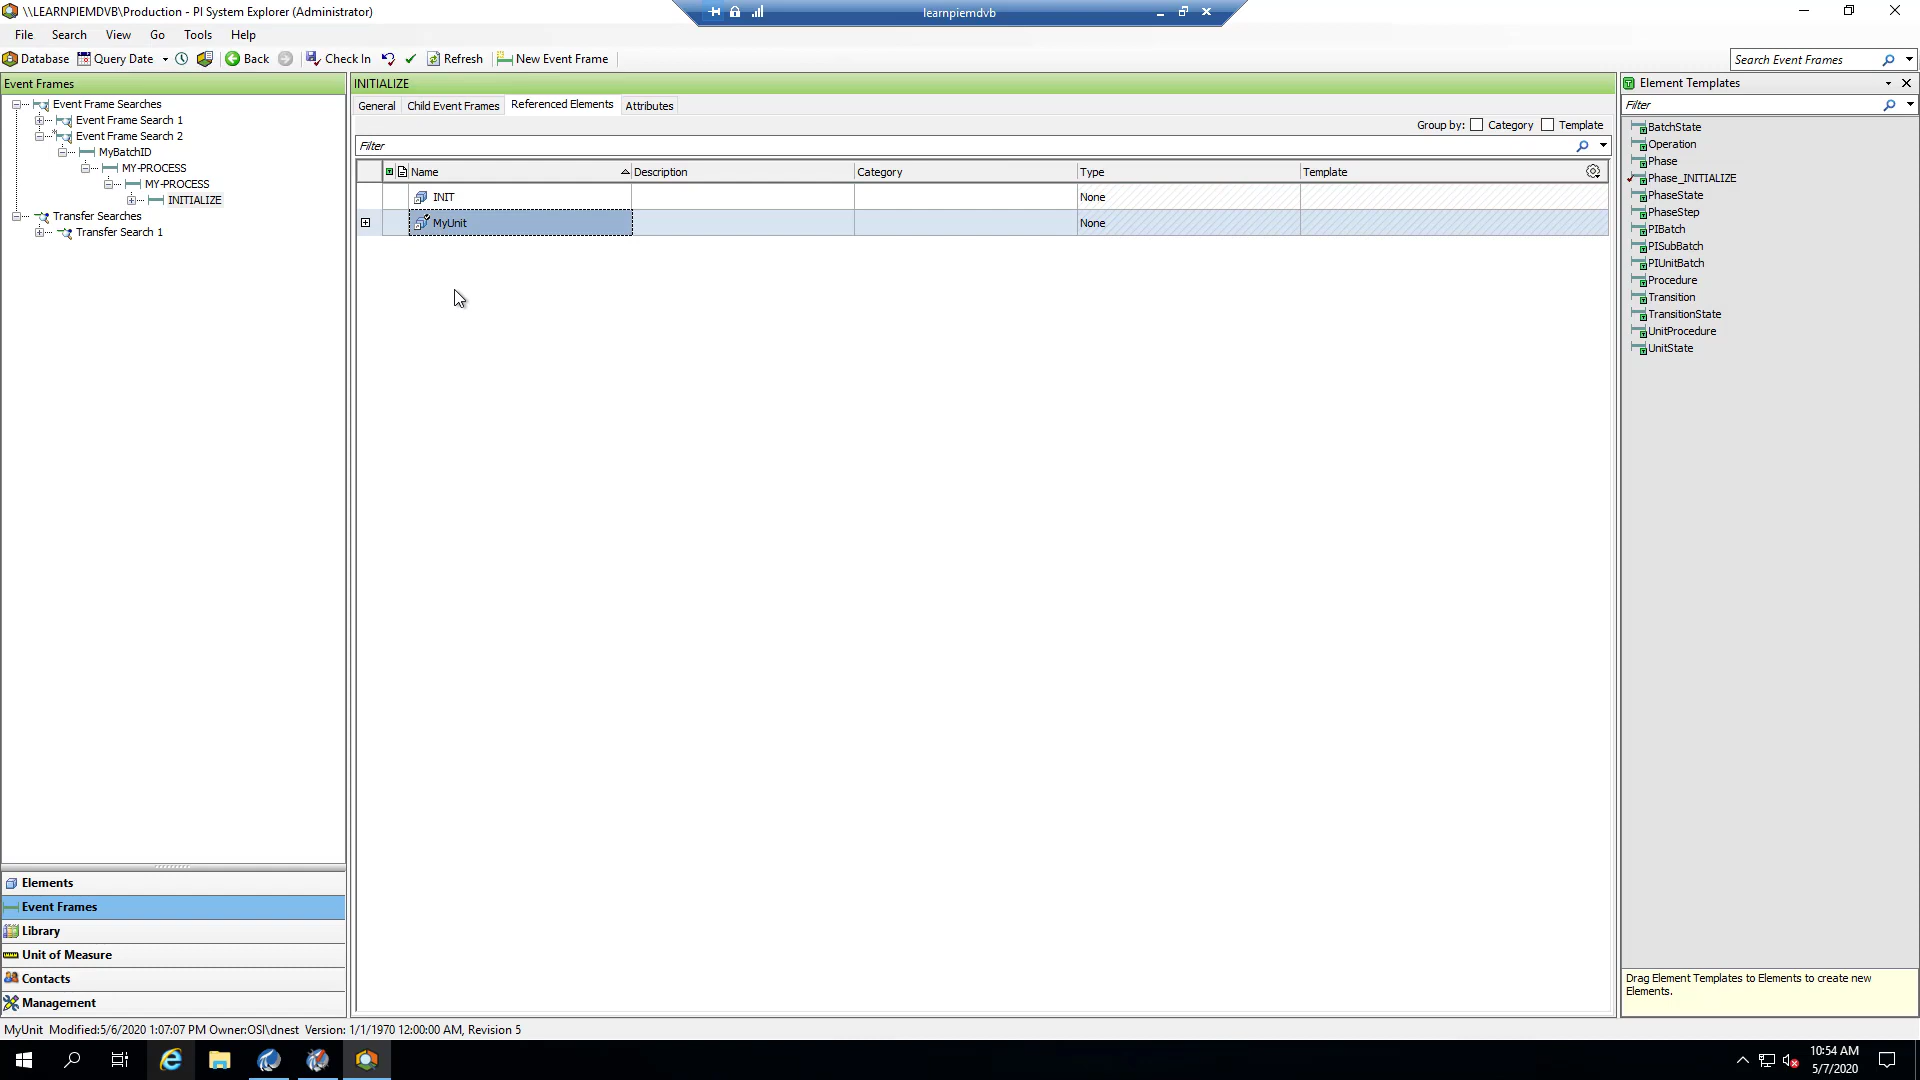 \\LEARNPIEMDVB\Production - PI System Explorer (Administrator)
learnpiemdvb
File Search View Go Tools Help
Database Query Date Back Check In Refresh New Event Frame
Search Event Frames
Event Frames
Event Frame Searches
Event Frame Search 1
Event Frame Search 2
MyBatchID
MY-PROCESS
MY-PROCESS
INITIALIZE
Transfer Searches
Transfer Search 1
Elements
Event Frames
Library
Unit of Measure
Contacts
Management
INITIALIZE
General Child Event Frames Referenced Elements Attributes
Group by: Category Template
Filter
Name Description Category Type Template
INIT None
MyUnit None
Element Templates
Filter
BatchState
Operation
Phase
Phase_INITIALIZE
PhaseState
PhaseStep
PIBatch
PISubBatch
PIUnitBatch
Procedure
Transition
TransitionState
UnitProcedure
UnitState
Drag Element Templates to Elements to create new
Elements.
MyUnit Modified:5/6/2020 1:07:07 PM Owner:OSI\dnest Version: 1/1/1970 12:00:00 AM, Revision 5
10:54 AM
5/7/2020